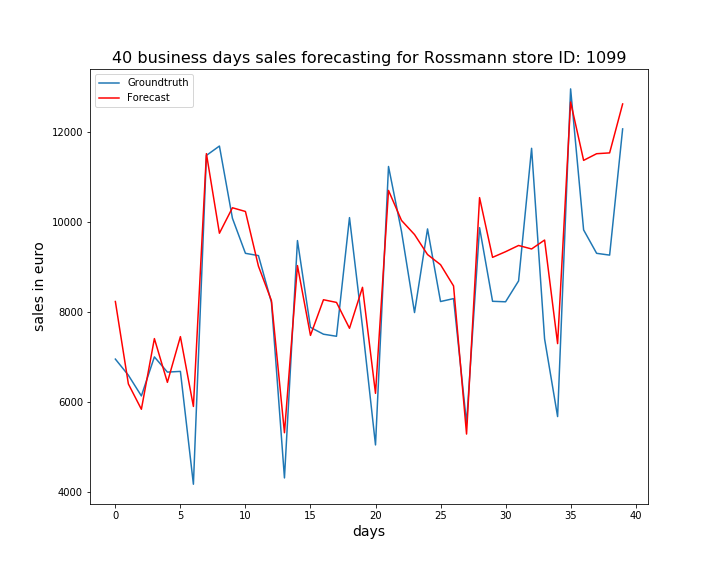 40 business days sales forecasting for Rossmann store ID: 1099
Groundtruth
Forecast
sales in euro
12000
10000
8000
6000
4000
0 5 10 15 20 25 30 35 40
days